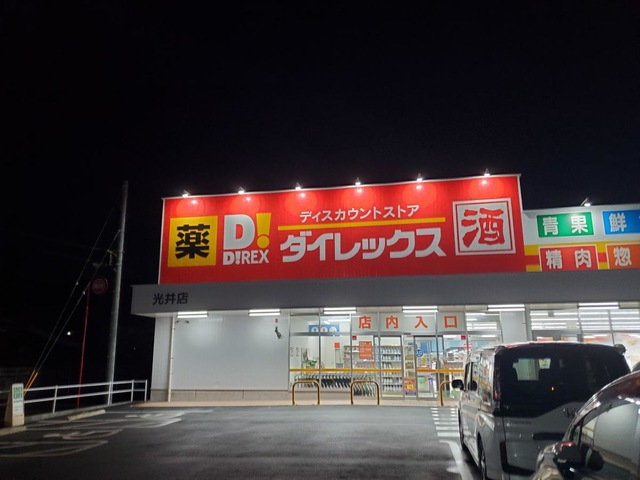 薬
D!
D!REX
ディスカウントストア
ダイレックス
酒
青果
鮮
精肉
惣
光井店
店内入口